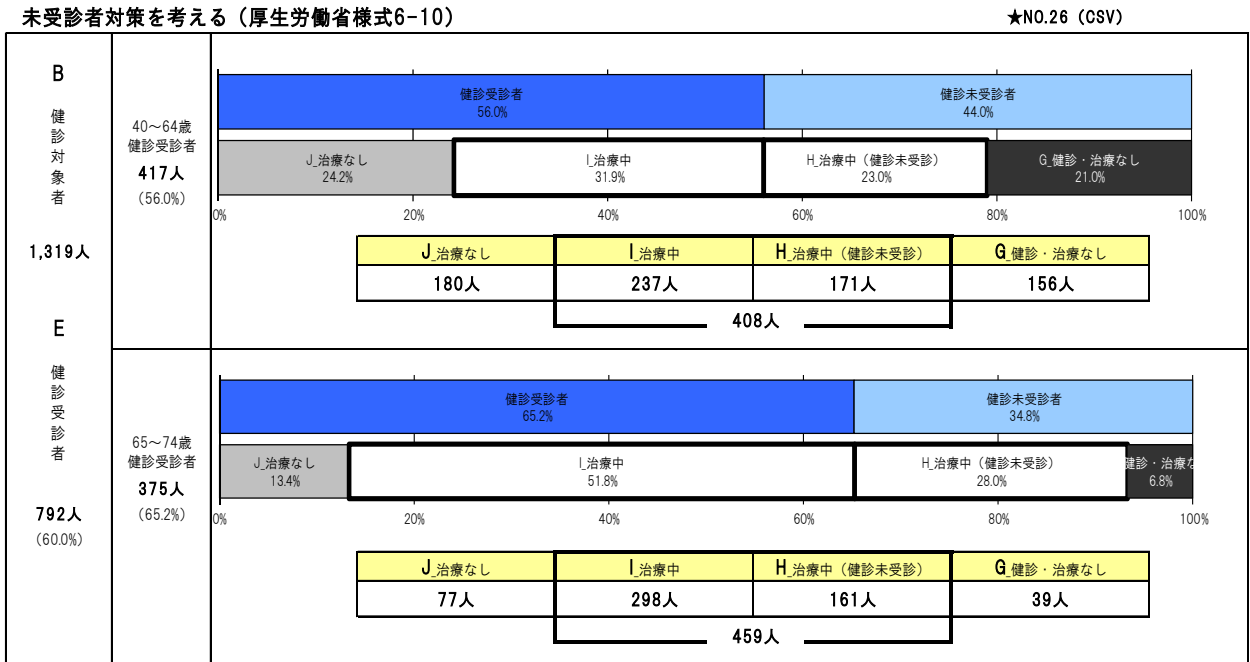 未受診者対策を考える（厚生労働省様式6-10）
★NO.26（CSV）
B
健診対象者
1,319人
E
健診受診者
792人
(60.0%)
40～64歳
健診受診者
417人
(56.0%)
健診受診者
56.0%
健診未受診者
44.0%
J_治療なし
24.2%
I_治療中
31.9%
H_治療中（健診未受診）
23.0%
G_健診・治療なし
21.0%
0% 20% 40% 60% 80% 100%
J_治療なし I_治療中 H_治療中（健診未受診） G_健診・治療なし
180人 237人 171人 156人
408人
65～74歳
健診受診者
375人
(65.2%)
健診受診者
65.2%
健診未受診者
34.8%
J_治療なし
13.4%
I_治療中
51.8%
H_治療中（健診未受診）
28.0%
健診・治療な
6.8%
0% 20% 40% 60% 80% 100%
J_治療なし I_治療中 H_治療中（健診未受診） G_健診・治療なし
77人 298人 161人 39人
459人